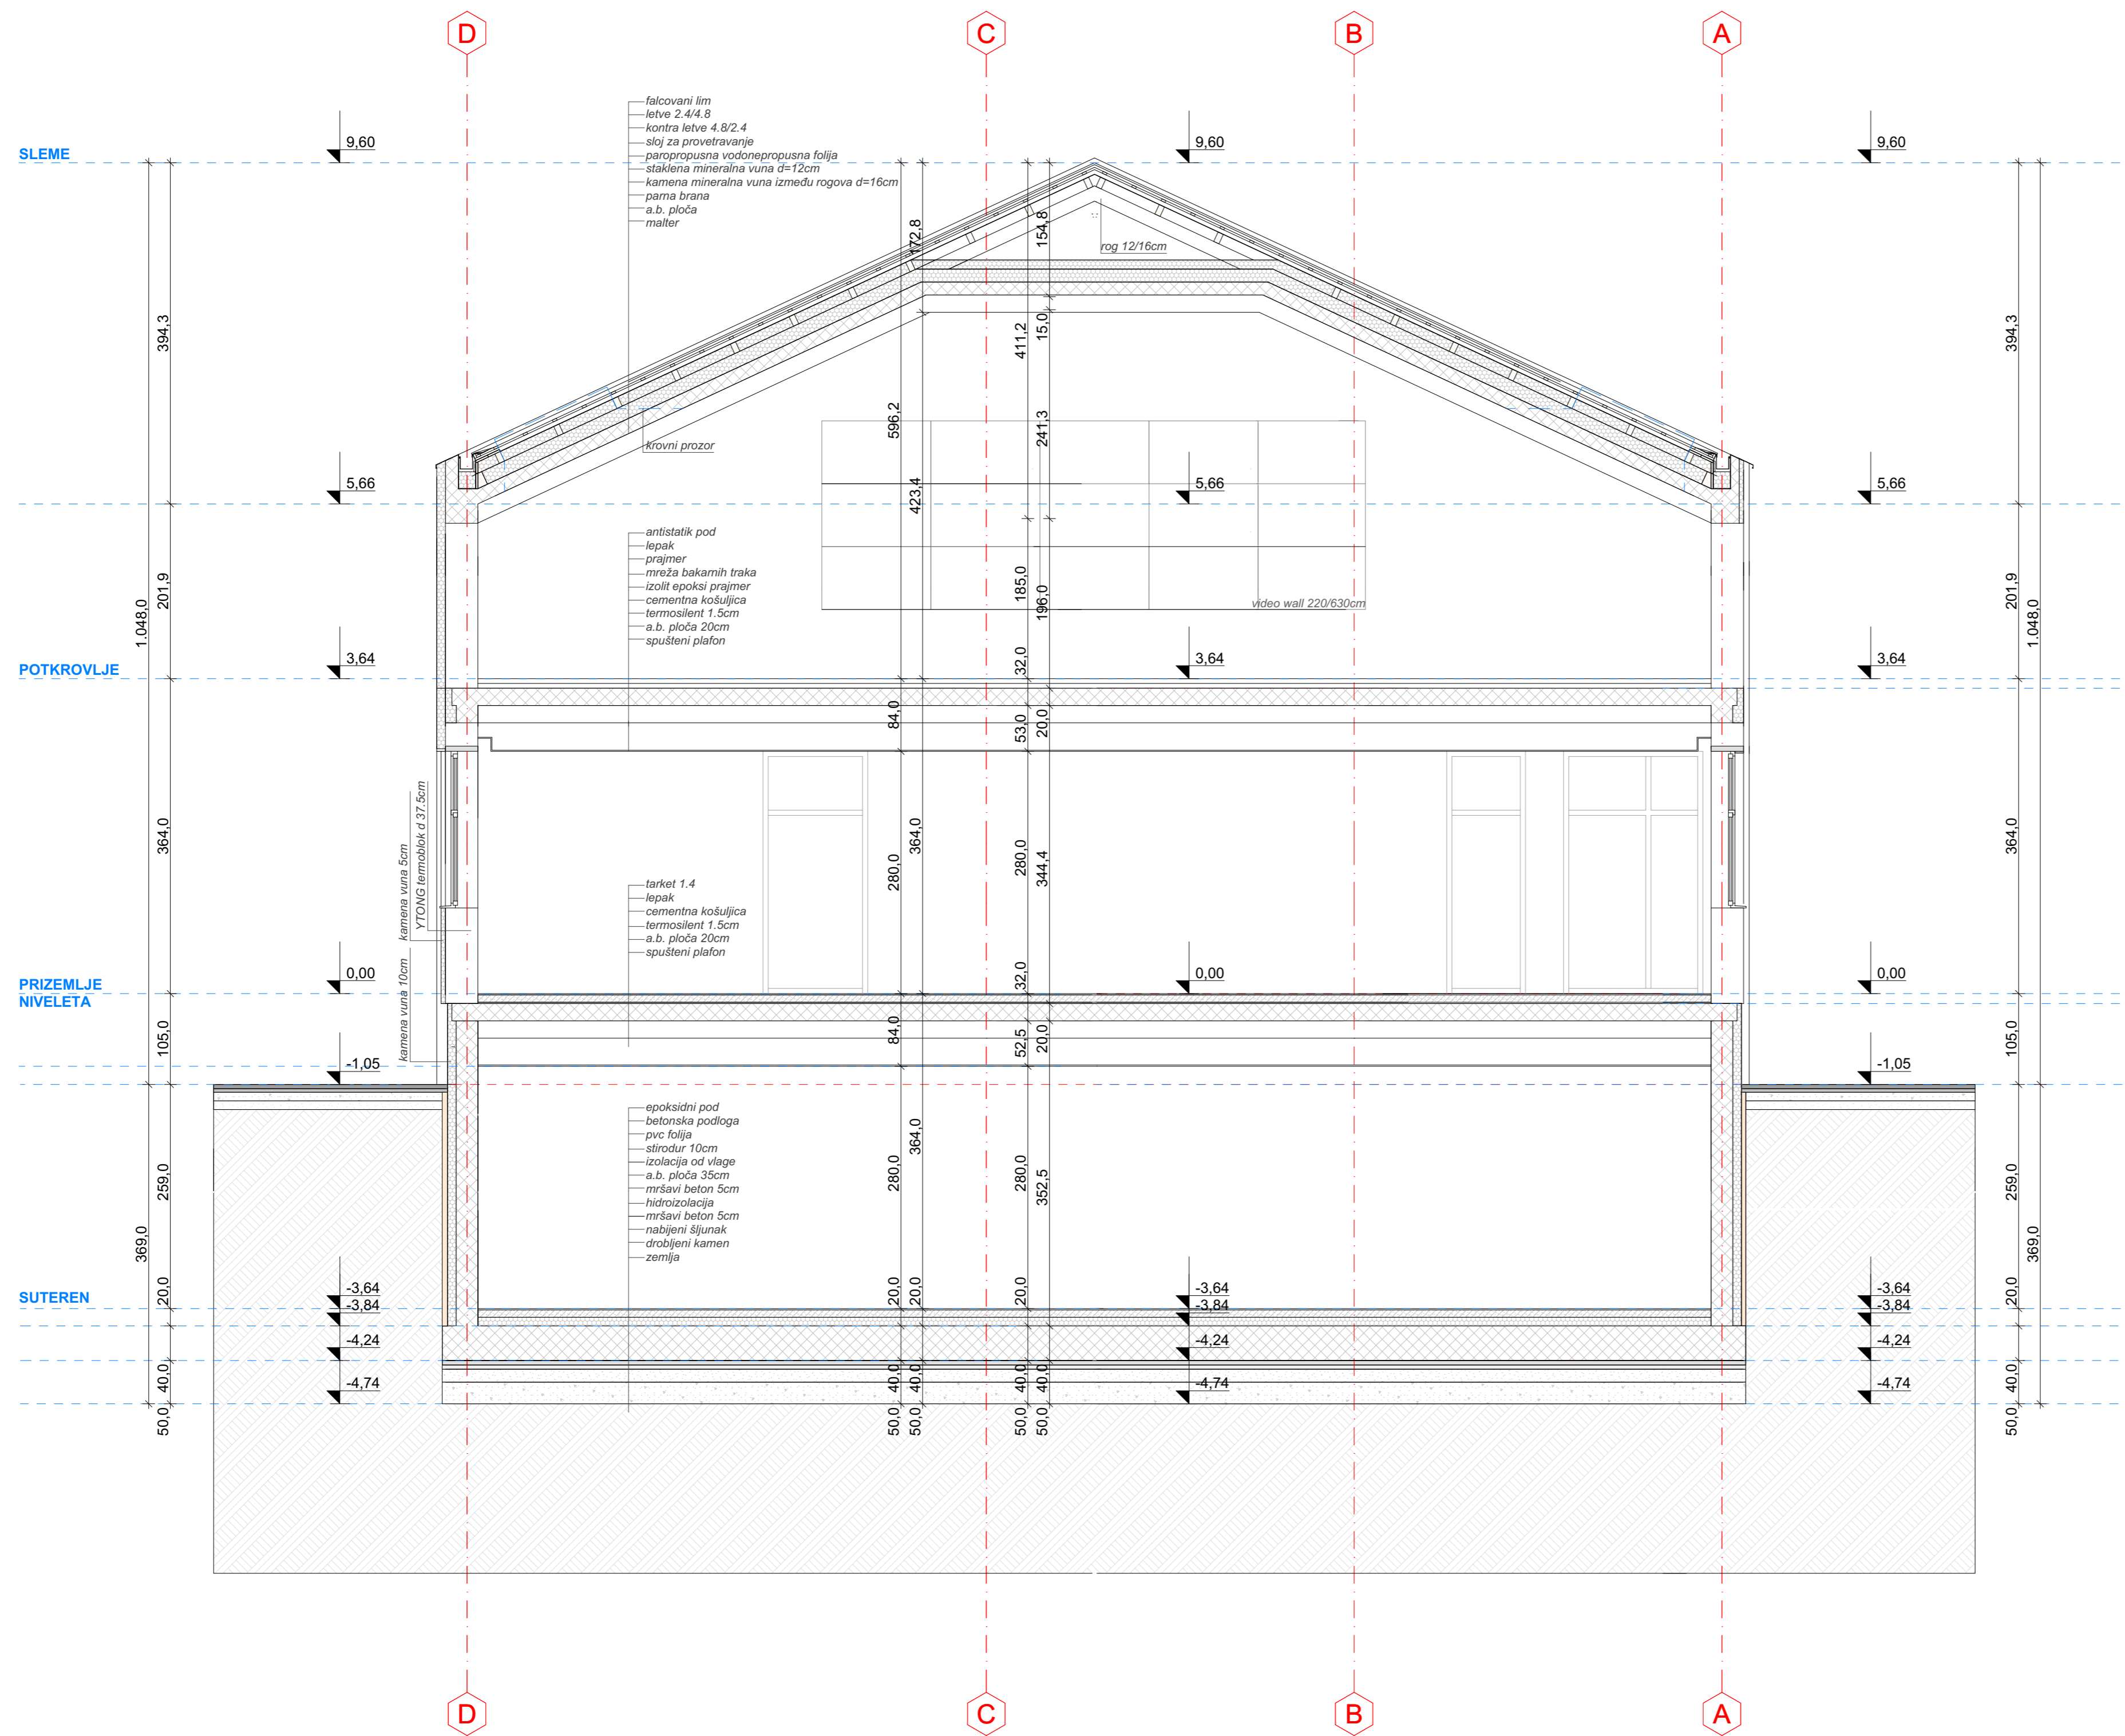 D
C
B
A
falcovani lim
letve 2.4/4.8
kontra letve 4.8/2.4
sloj za provetravanje
paropropusna vodonepropusna folija
staklena mineralna vuna d=12cm
kamena mineralna vuna između rogova d=16cm
parna brana
a.b. ploča
malter
SLEME
9,60
9,60
9,60
172,8
154,8
rog 12/16cm
394,3
394,3
411,2
15,0
596,2
241,3
krovni prozor
423,4
5,66
5,66
5,66
antistatik pod
lepak
prajmer
mreža bakarnih traka
izolit epoksi prajmer
cementna košuljica
termosilent 1.5cm
a.b. ploča 20cm
spušteni plafon
1.048,0
201,9
185,0
196,0
video wall 220/630cm
201,9
1.048,0
POTKROVLJE
3,64
32,0
3,64
3,64
84,0
53,0
20,0
kamena vuna 5cm
YTONG termoblok d 37.5cm
364,0
280,0
364,0
280,0
344,4
364,0
tarket 1.4
lepak
cementna košuljica
termosilent 1.5cm
a.b. ploča 20cm
spušteni plafon
kamena vuna 10cm
PRIZEMLJE
NIVELETA
0,00
32,0
0,00
0,00
105,0
84,0
52,5
20,0
105,0
-1,05
-1,05
epoksidni pod
betonska podloga
pvc folija
stirodur 10cm
izolacija od vlage
a.b. ploča 35cm
mršavi beton 5cm
hidroizolacija
mršavi beton 5cm
nabijeni šljunak
drobljeni kamen
zemlja
369,0
259,0
280,0
364,0
280,0
352,5
259,0
369,0
SUTEREN
20,0
-3,64
-3,84
20,0
20,0
20,0
-3,64
-3,84
-3,64
-3,84
20,0
-4,24
-4,24
-4,24
40,0
-4,74
40,0
40,0
40,0
40,0
-4,74
-4,74
40,0
50,0
50,0
50,0
50,0
50,0
50,0
D
C
B
A